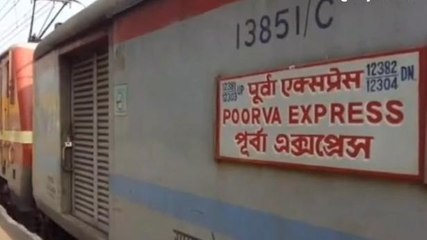 13851/C
12381/12303 UP पूर्वा एक्सप्रेस 12382/12304 DN.
POORVA EXPRESS
পূর্বা এক্সপ্রেস